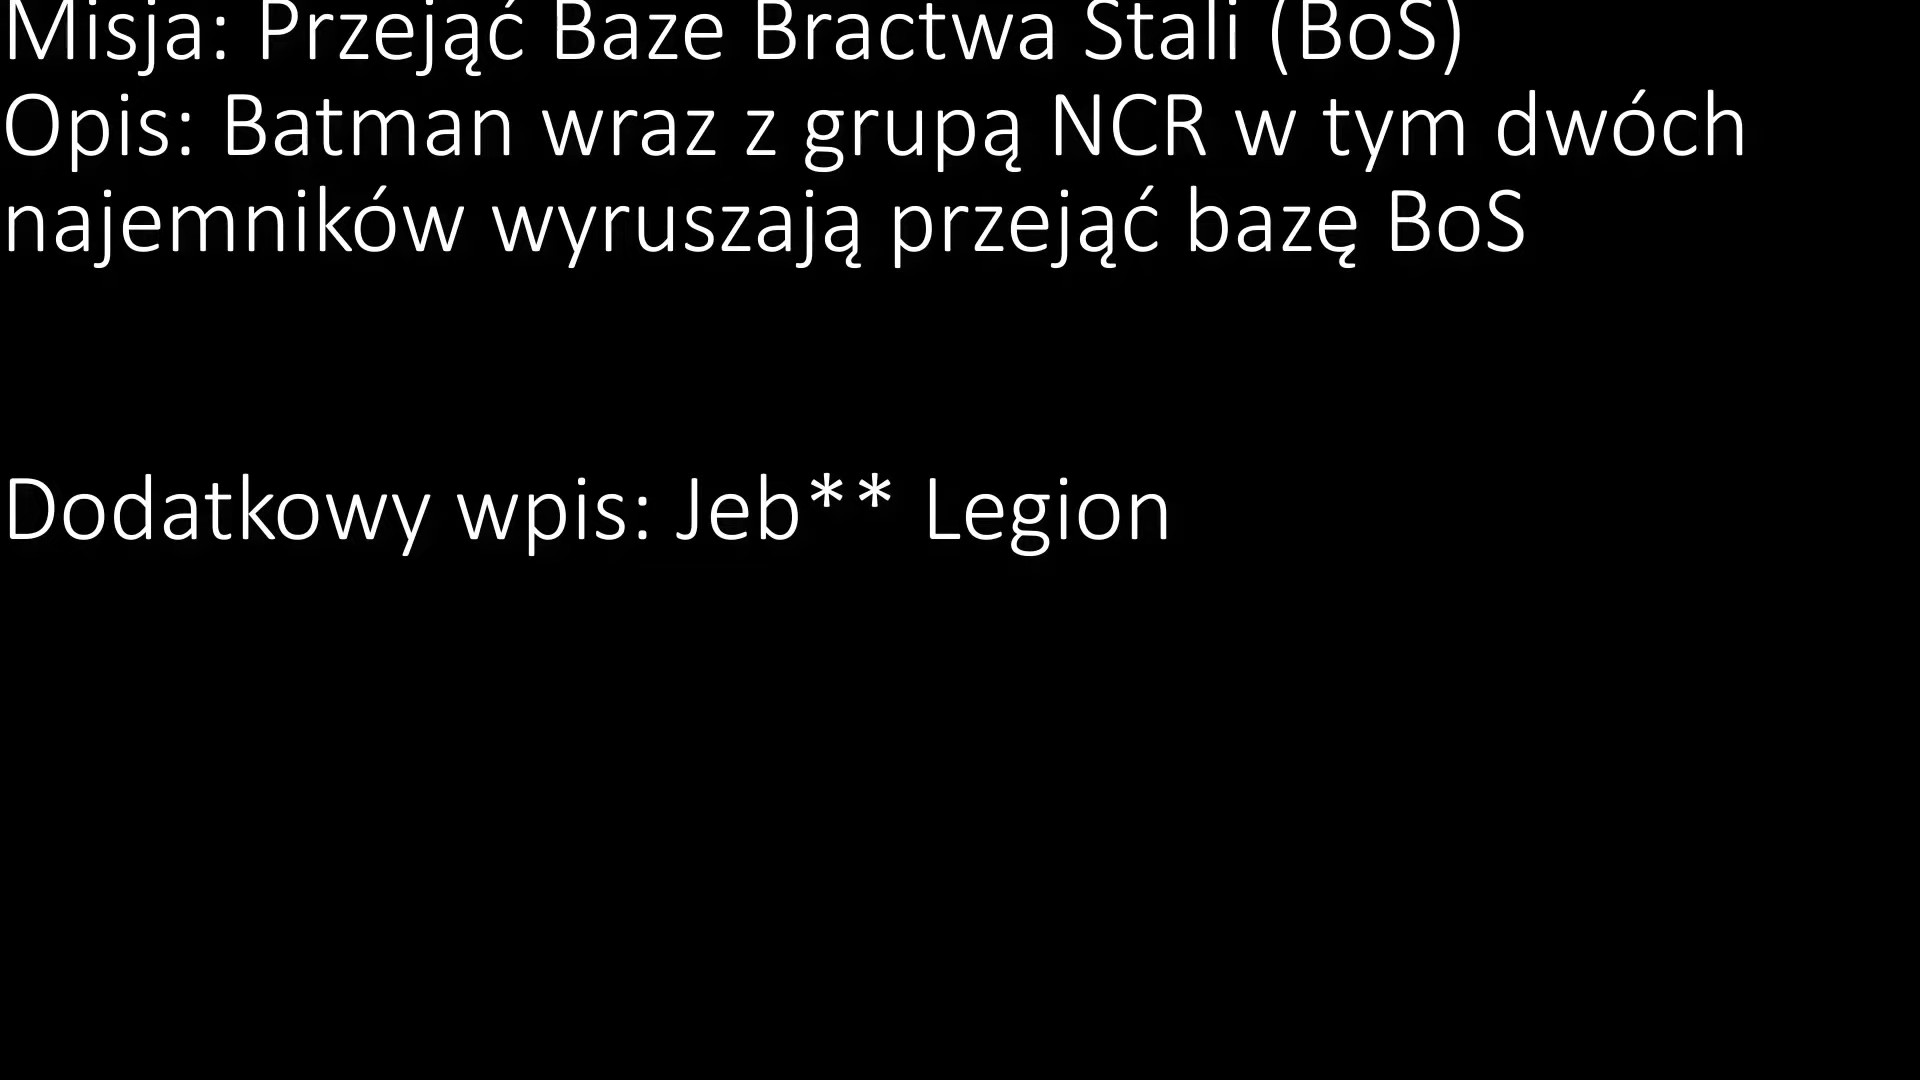 Misja: Przejąć Baze Bractwa Stali (BoS)
Opis: Batman wraz z grupą NCR w tym dwóch
najemników wyruszają przejąć bazę BoS
Dodatkowy wpis: Jeb** Legion